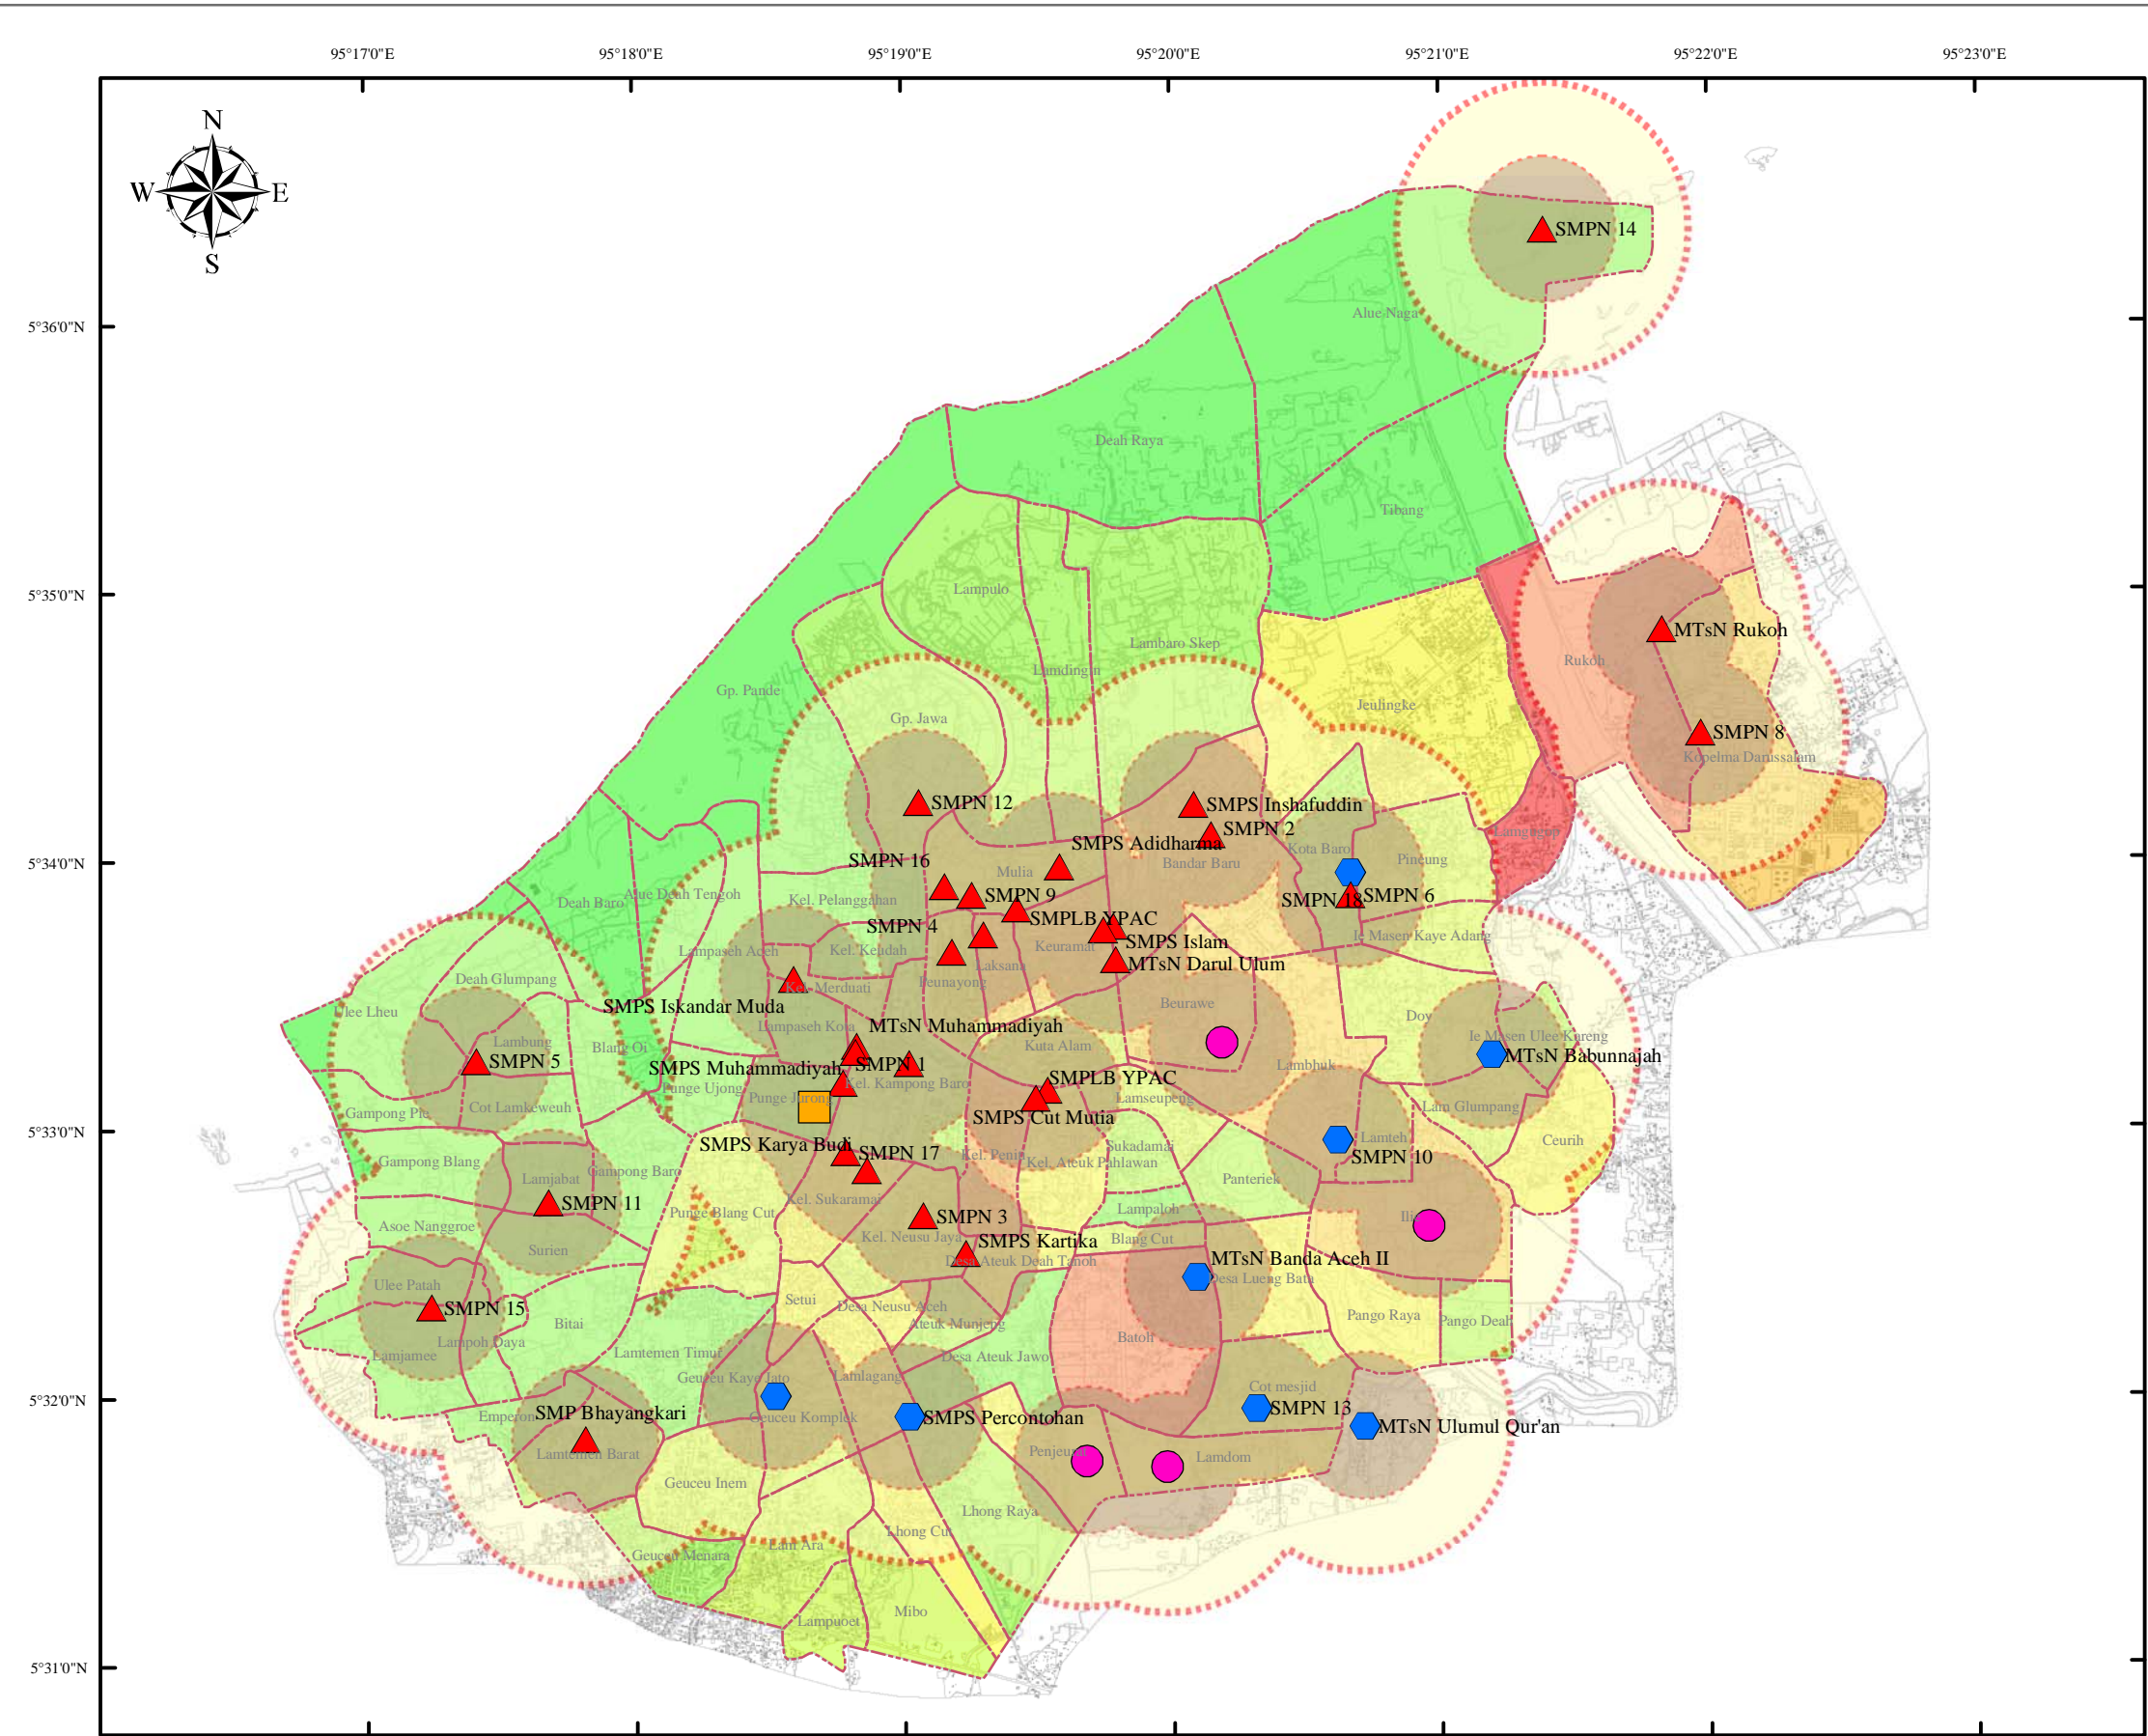 95°17'0"E
95°18'0"E
95°19'0"E
95°20'0"E
95°21'0"E
95°22'0"E
95°23'0"E
N
W
E
S
5°36'0"N
5°35'0"N
5°34'0"N
5°33'0"N
5°32'0"N
5°31'0"N
SMPN 14
Alue Naga
Deah Raya
Tibang
Lampulo
MTsN Rukoh
Lambaro Skep
Rukoh
Lamdingin
Gp. Pande
Jeulingke
Gp. Jawa
SMPN 8
Kopelma Darussalam
SMPN 12
SMPS Inshafuddin
SMPN 2
Lamgugup
SMPS Adidharma
Kota Baro
SMPN 16
Bandar Baru
Pineung
Mulia
Alue Deah Tengoh
SMPN 9
SMPN 6
Deah Baro
Kel. Pelanggahan
SMPN 18
SMPLB YPAC
SMPN 4
Ie Masen Kaye Adang
SMPS Islam
Keuramat
Lampaseh Aceh
Kel. Keudah
MTsN Darul Ulum
Laksana
Deah Glumpang
Peunayong
Kel. Merduati
SMPS Iskandar Muda
Beurawe
Ulee Lheu
Doy
Lampaseh Kota
MTsN Muhammadiyah
Ie Masen Ulee Kareng
Lambung
Blang Oi
Kuta Alam
MTsN Babunnajah
SMPN 5
SMPS Muhammadiyah
SMPN 1
Lambhuk
SMPLB YPAC
Kel. Kampong Baro
Punge Ujong
Punge Jurong
Lamseupeng
Gampong Pie
Cot Lamkeweuh
Lam Glumpang
SMPS Cut Mutia
Lamteh
Ceurih
SMPS Karya Budi
SMPN 17
Sukadamai
Kel. Peniti
SMPN 10
Gampong Blang
Kel. Ateuk Pahlawan
Gampong Baro
Lamjabat
Panteriek
SMPN 11
Kel. Sukaramai
Lampaloh
Punge Blang Cut
SMPN 3
Ilie
Asoe Nanggroe
Kel. Neusu Jaya
Blang Cut
SMPS Kartika
Surien
Desa Ateuk Deah Tanoh
MTsN Banda Aceh II
Desa Lueng Bata
Ulee Patah
Setui
Desa Neusu Aceh
SMPN 15
Pango Raya
Pango Deah
Bitai
Ateuk Munjeng
Batoh
Lampoh Daya
Lamtemen Timur
Lamjamee
Desa Ateuk Jawo
Geuceu Kaye Jato
Lamlagang
Cot mesjid
SMPN 13
Emperom
SMP Bhayangkari
Geuceu Komplek
SMPS Percontohan
MTsN Ulumul Qur'an
Lamtemen Barat
Penjeurat
Lamdom
Geuceu Inem
Lhong Raya
Lhong Cut
Lam Ara
Geuceu Menara
Mibo
Lampuoet